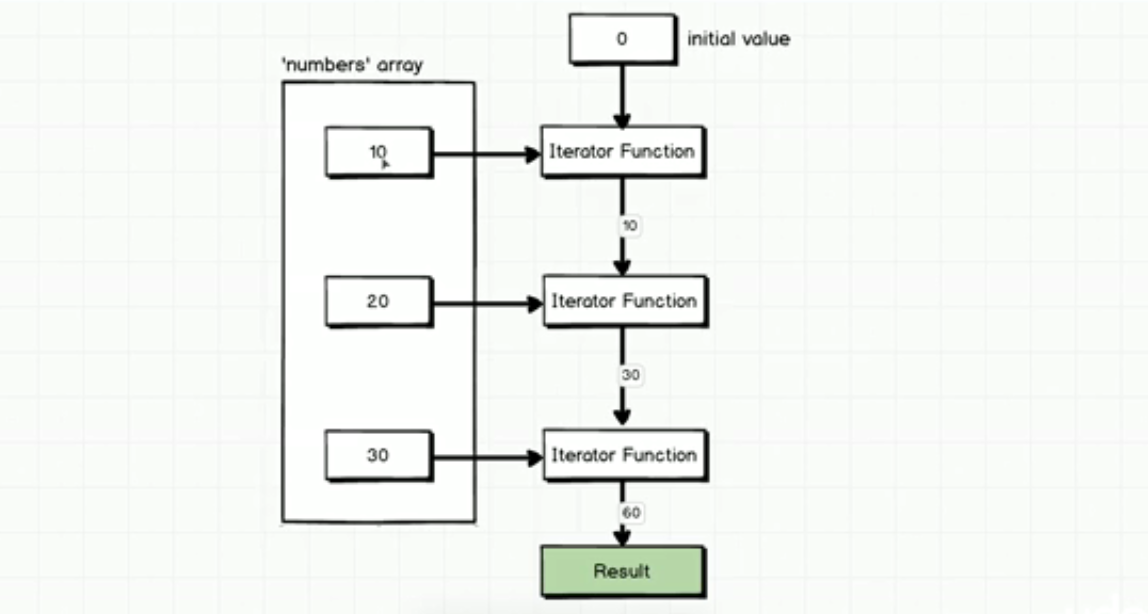 0
initial value
'numbers' array
10
Iterator Function
10
20
Iterator Function
30
30
Iterator Function
60
Result